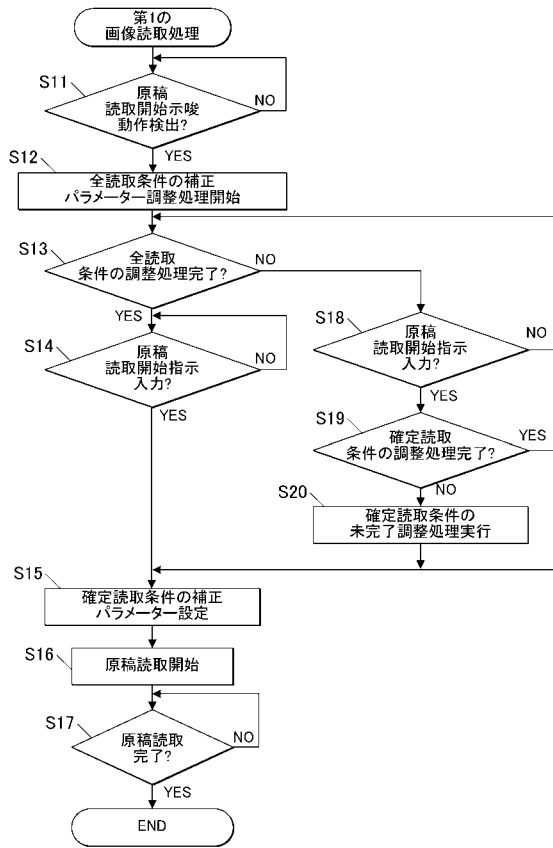 第1の
画像読取処理
S11
原稿
読取開始示唆
動作検出?
NO
YES
S12
全読取条件の補正
パラメーター調整処理開始
S13
全読取
条件の調整処理完了?
NO
YES
S14
原稿
読取開始指示
入力?
NO
YES
S18
原稿
読取開始指示
入力?
NO
YES
S19
確定読取
条件の調整処理完了?
YES
NO
S20
確定読取条件の
未完了調整処理実行
S15
確定読取条件の補正
パラメーター設定
S16
原稿読取開始
S17
原稿読取
完了?
NO
YES
END